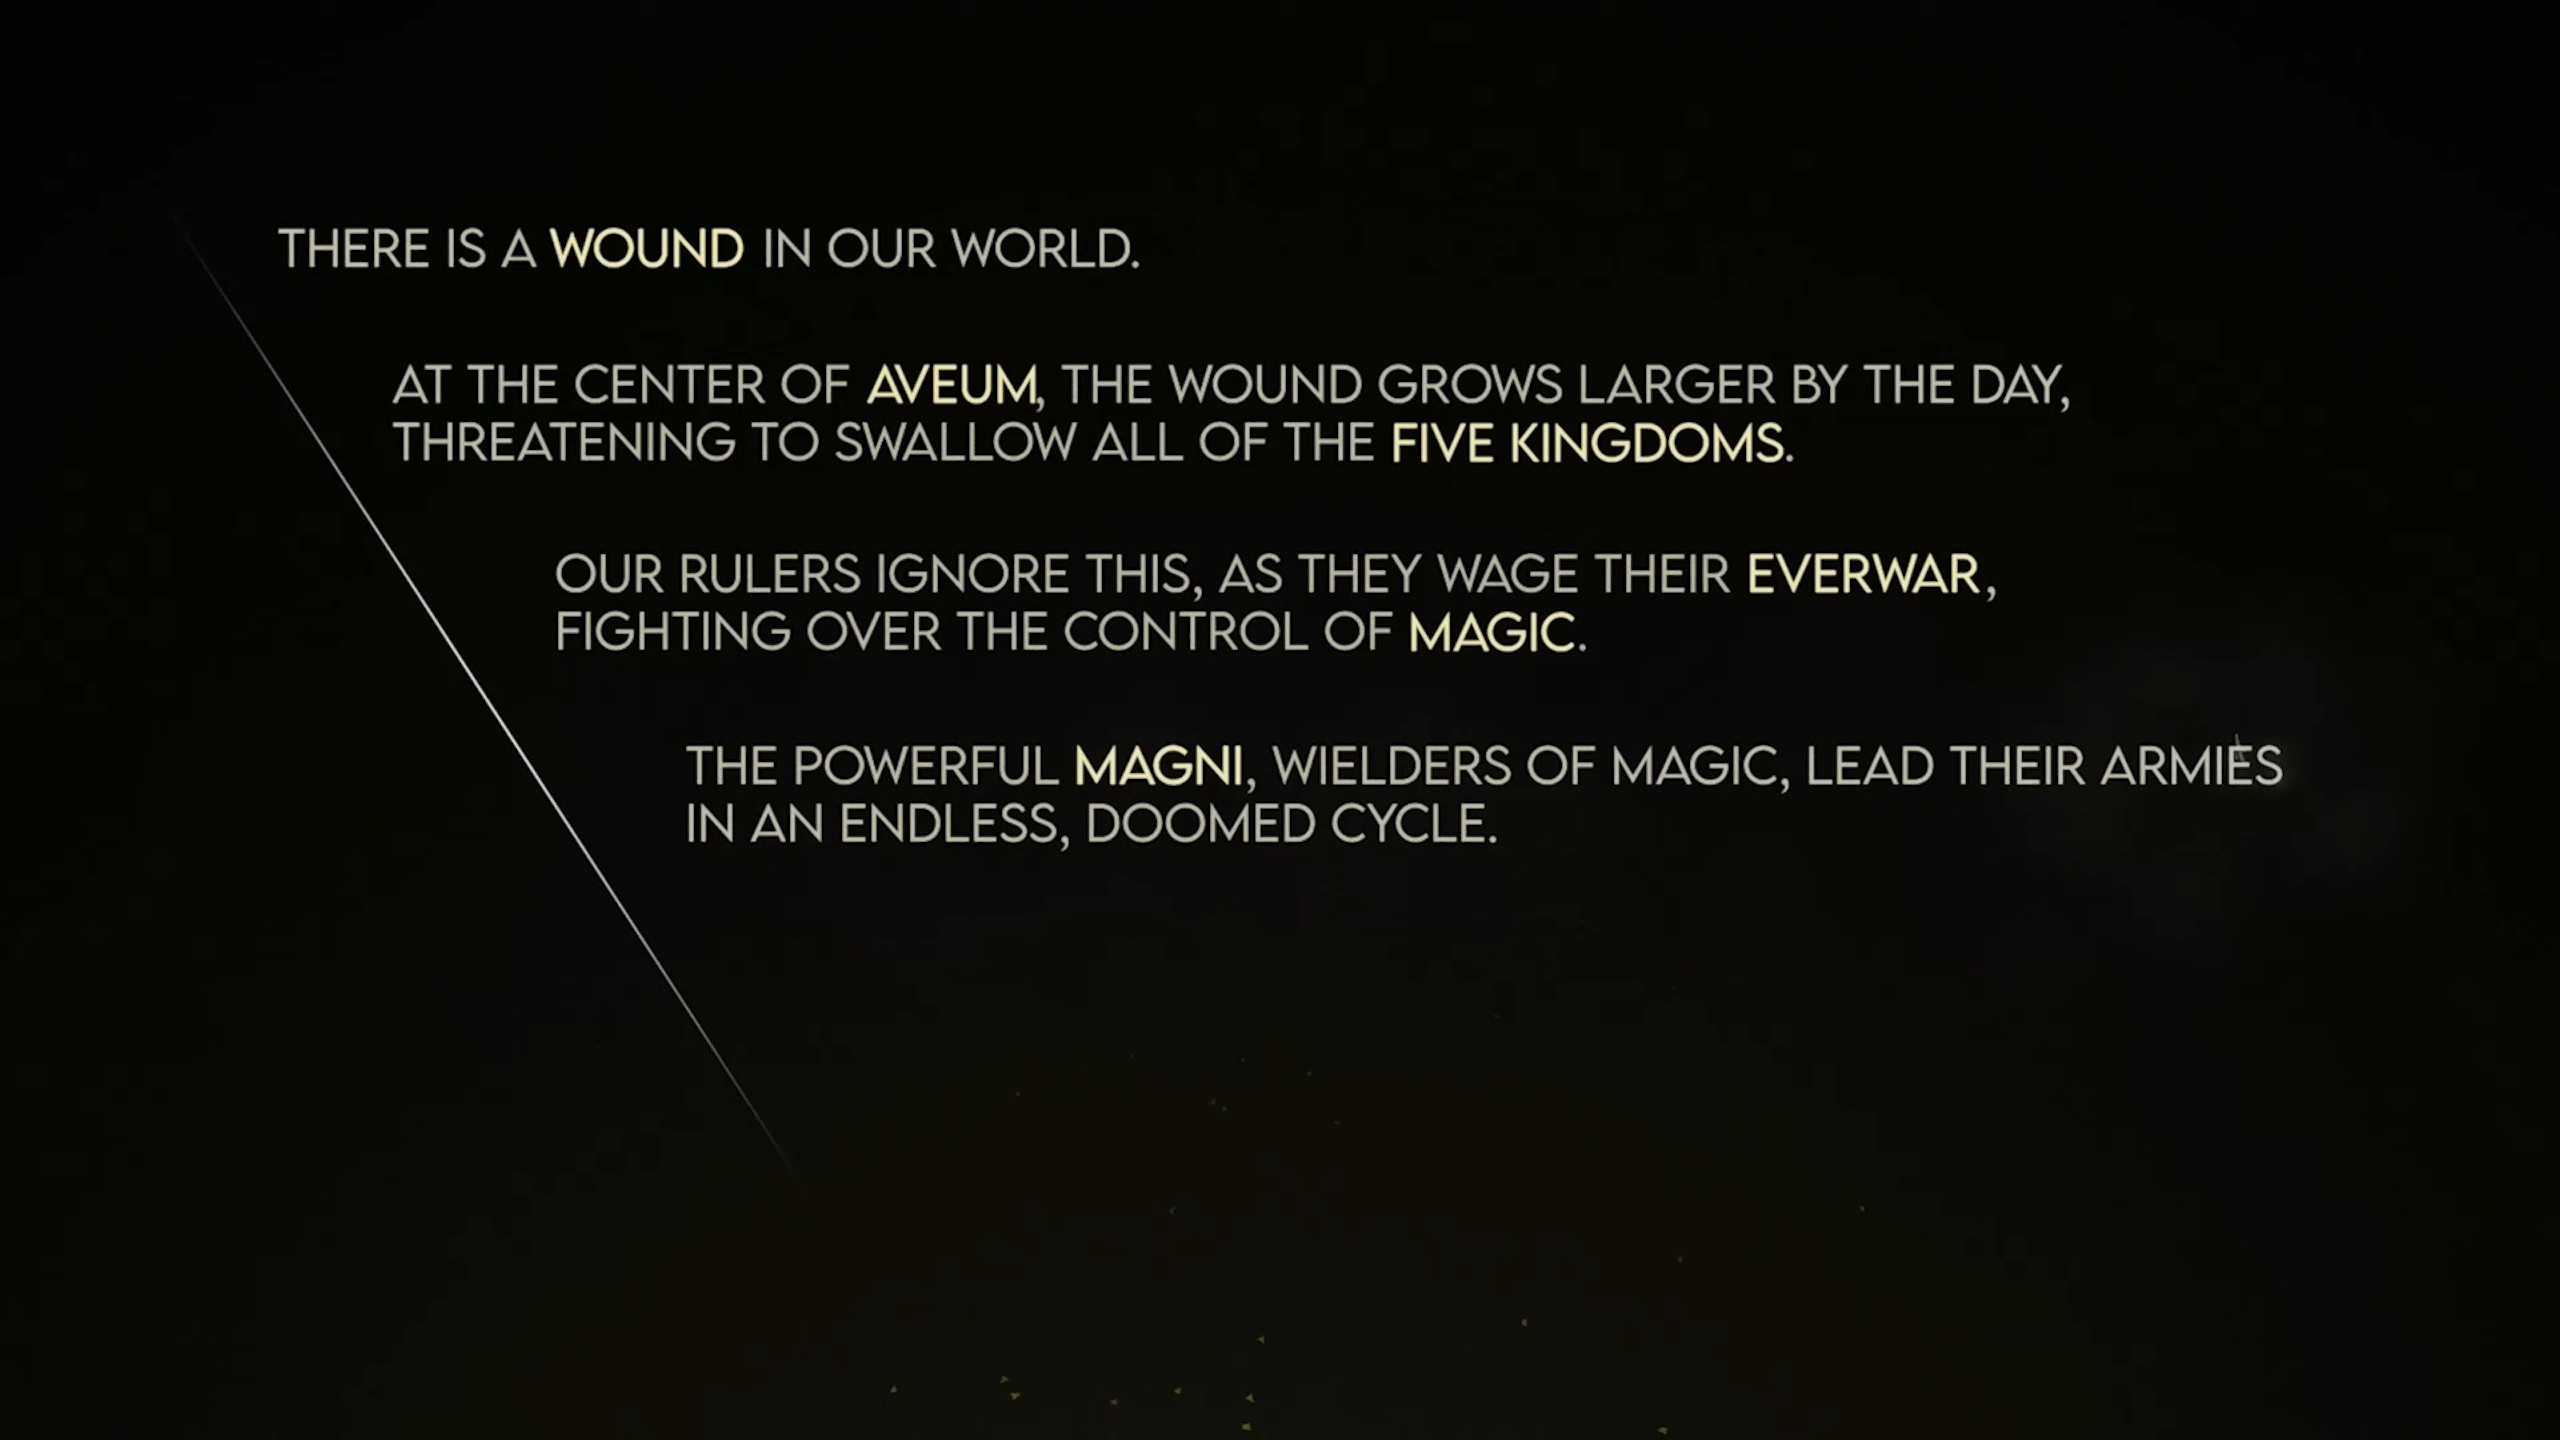 THERE IS A WOUND IN OUR WORLD.
AT THE CENTER OF AVEUM, THE WOUND GROWS LARGER BY THE DAY,
THREATENING TO SWALLOW ALL OF THE FIVE KINGDOMS.
OUR RULERS IGNORE THIS, AS THEY WAGE THEIR EVERWAR,
FIGHTING OVER THE CONTROL OF MAGIC.
THE POWERFUL MAGNI, WIELDERS OF MAGIC, LEAD THEIR ARMIES
IN AN ENDLESS, DOOMED CYCLE.